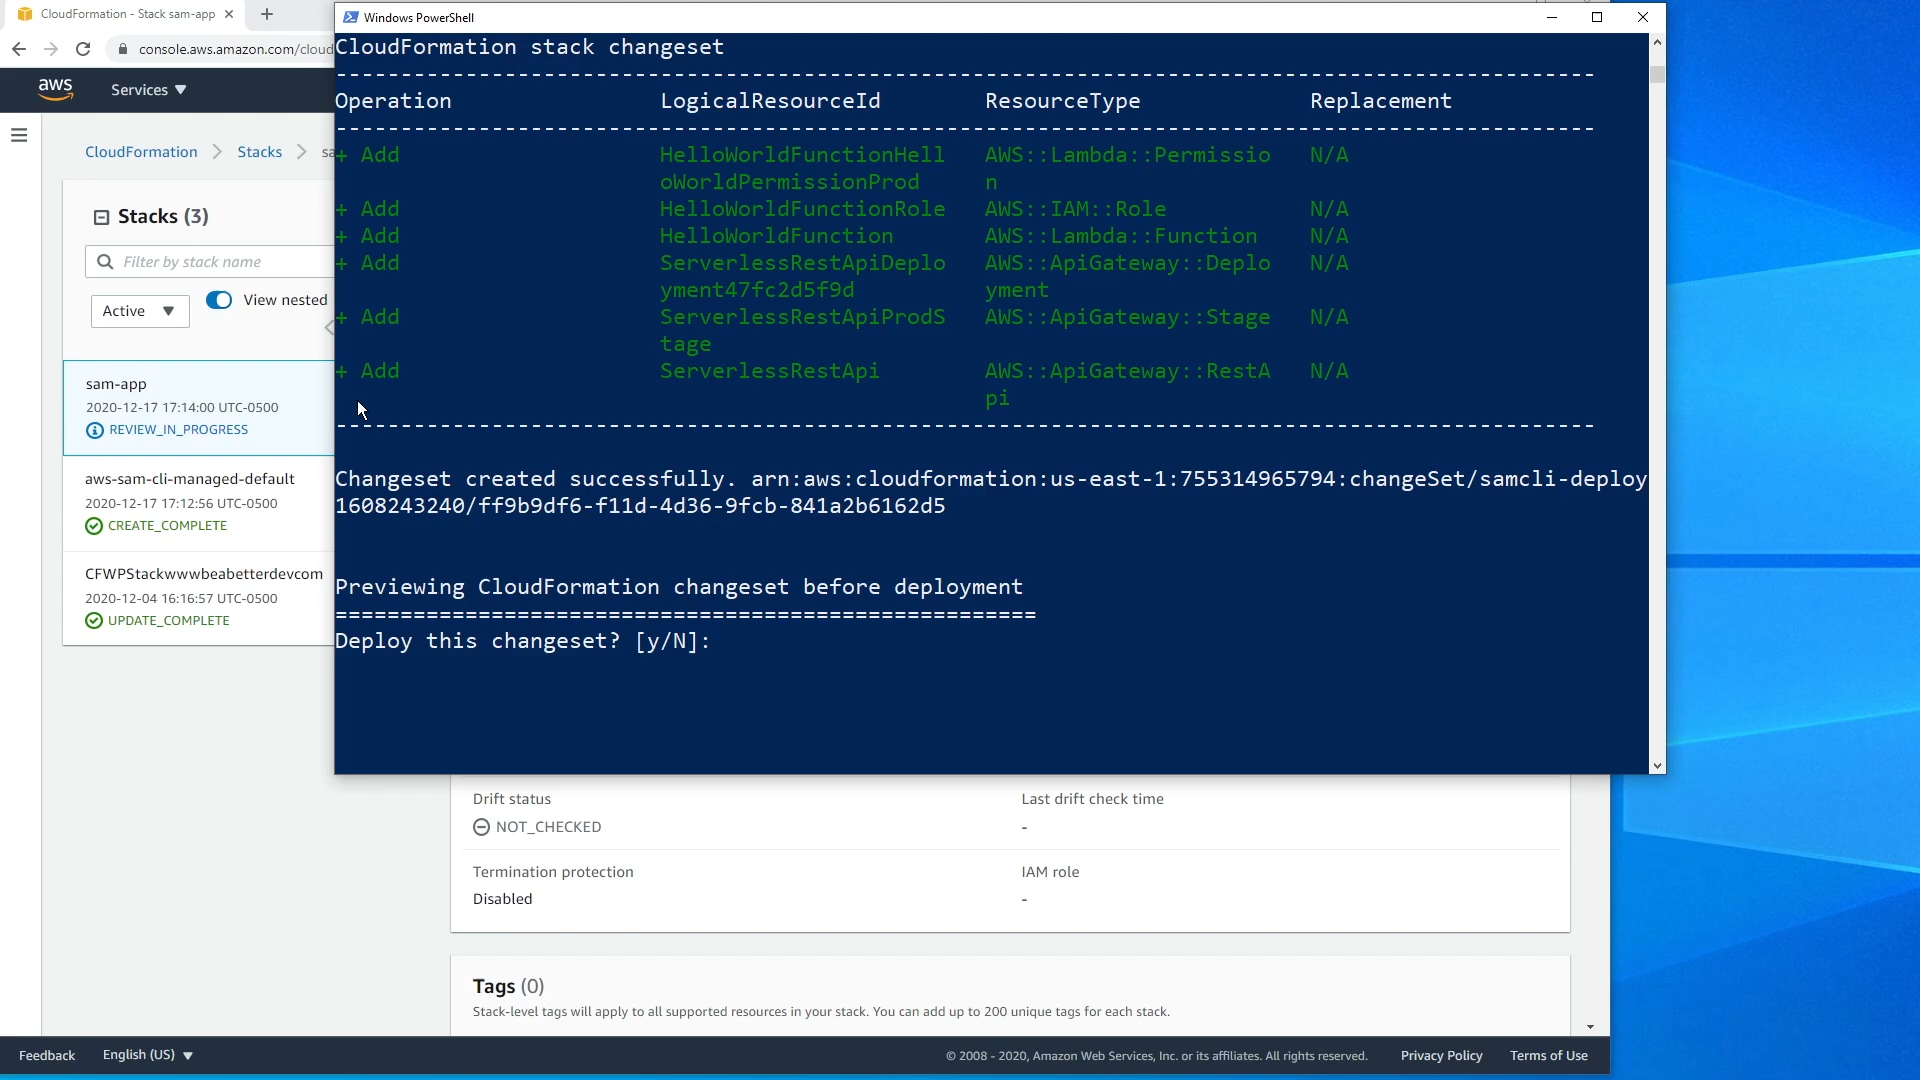 CloudFormation - Stack sam-app
console.aws.amazon.com/cloud
aws
Services
CloudFormation
Stacks
sa
Stacks (3)
Filter by stack name
Active
View nested
sam-app
2020-12-17 17:14:00 UTC-0500
REVIEW_IN_PROGRESS
aws-sam-cli-managed-default
2020-12-17 17:12:56 UTC-0500
CREATE_COMPLETE
CFWPStackwwwbeabetterdevcom
2020-12-04 16:16:57 UTC-0500
UPDATE_COMPLETE
Windows PowerShell
CloudFormation stack changeset
-------------------------------------------------------------------------------------------------
Operation LogicalResourceId ResourceType Replacement
-------------------------------------------------------------------------------------------------
+ Add HelloWorldFunctionHell AWS::Lambda::Permissio N/A
oWorldPermissionProd n
+ Add HelloWorldFunctionRole AWS::IAM::Role N/A
+ Add HelloWorldFunction AWS::Lambda::Function N/A
+ Add ServerlessRestApiDeplo AWS::ApiGateway::Deplo N/A
yment47fc2d5f9d yment
+ Add ServerlessRestApiProdS AWS::ApiGateway::Stage N/A
tage
+ Add ServerlessRestApi AWS::ApiGateway::RestA N/A
pi
-------------------------------------------------------------------------------------------------
Changeset created successfully. arn:aws:cloudformation:us-east-1:755314965794:changeSet/samcli-deploy
1608243240/ff9b9df6-f11d-4d36-9fcb-841a2b6162d5
Previewing CloudFormation changeset before deployment
======================================================
Deploy this changeset? [y/N]:
Drift status
NOT_CHECKED
Last drift check time
-
Termination protection
Disabled
IAM role
-
Tags (0)
Stack-level tags will apply to all supported resources in your stack. You can add up to 200 unique tags for each stack.
Feedback
English (US)
© 2008 - 2020, Amazon Web Services, Inc. or its affiliates. All rights reserved.
Privacy Policy
Terms of Use